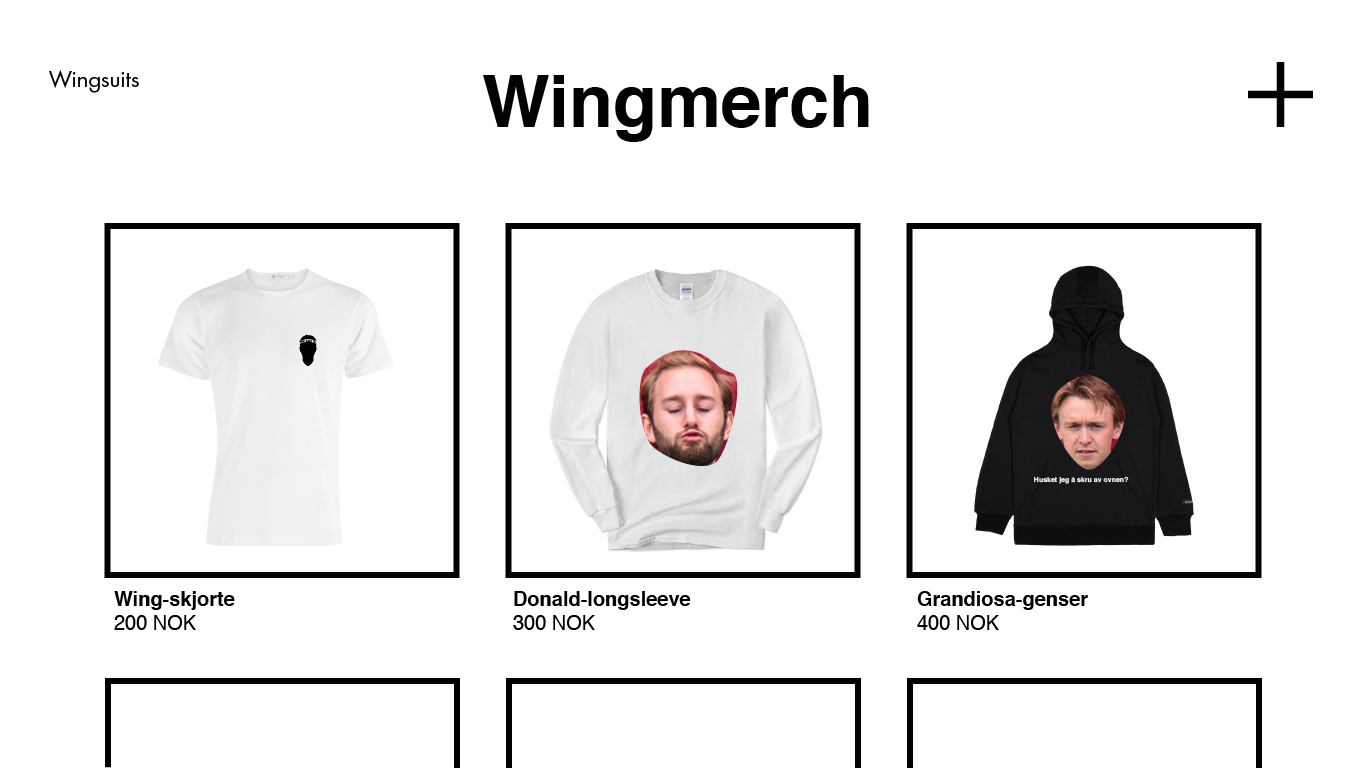 Wingsuits
Wingmerch
Husket jeg å skru av ovnen?
Wing-skjorte
200 NOK
Donald-longsleeve
300 NOK
Grandiosa-genser
400 NOK